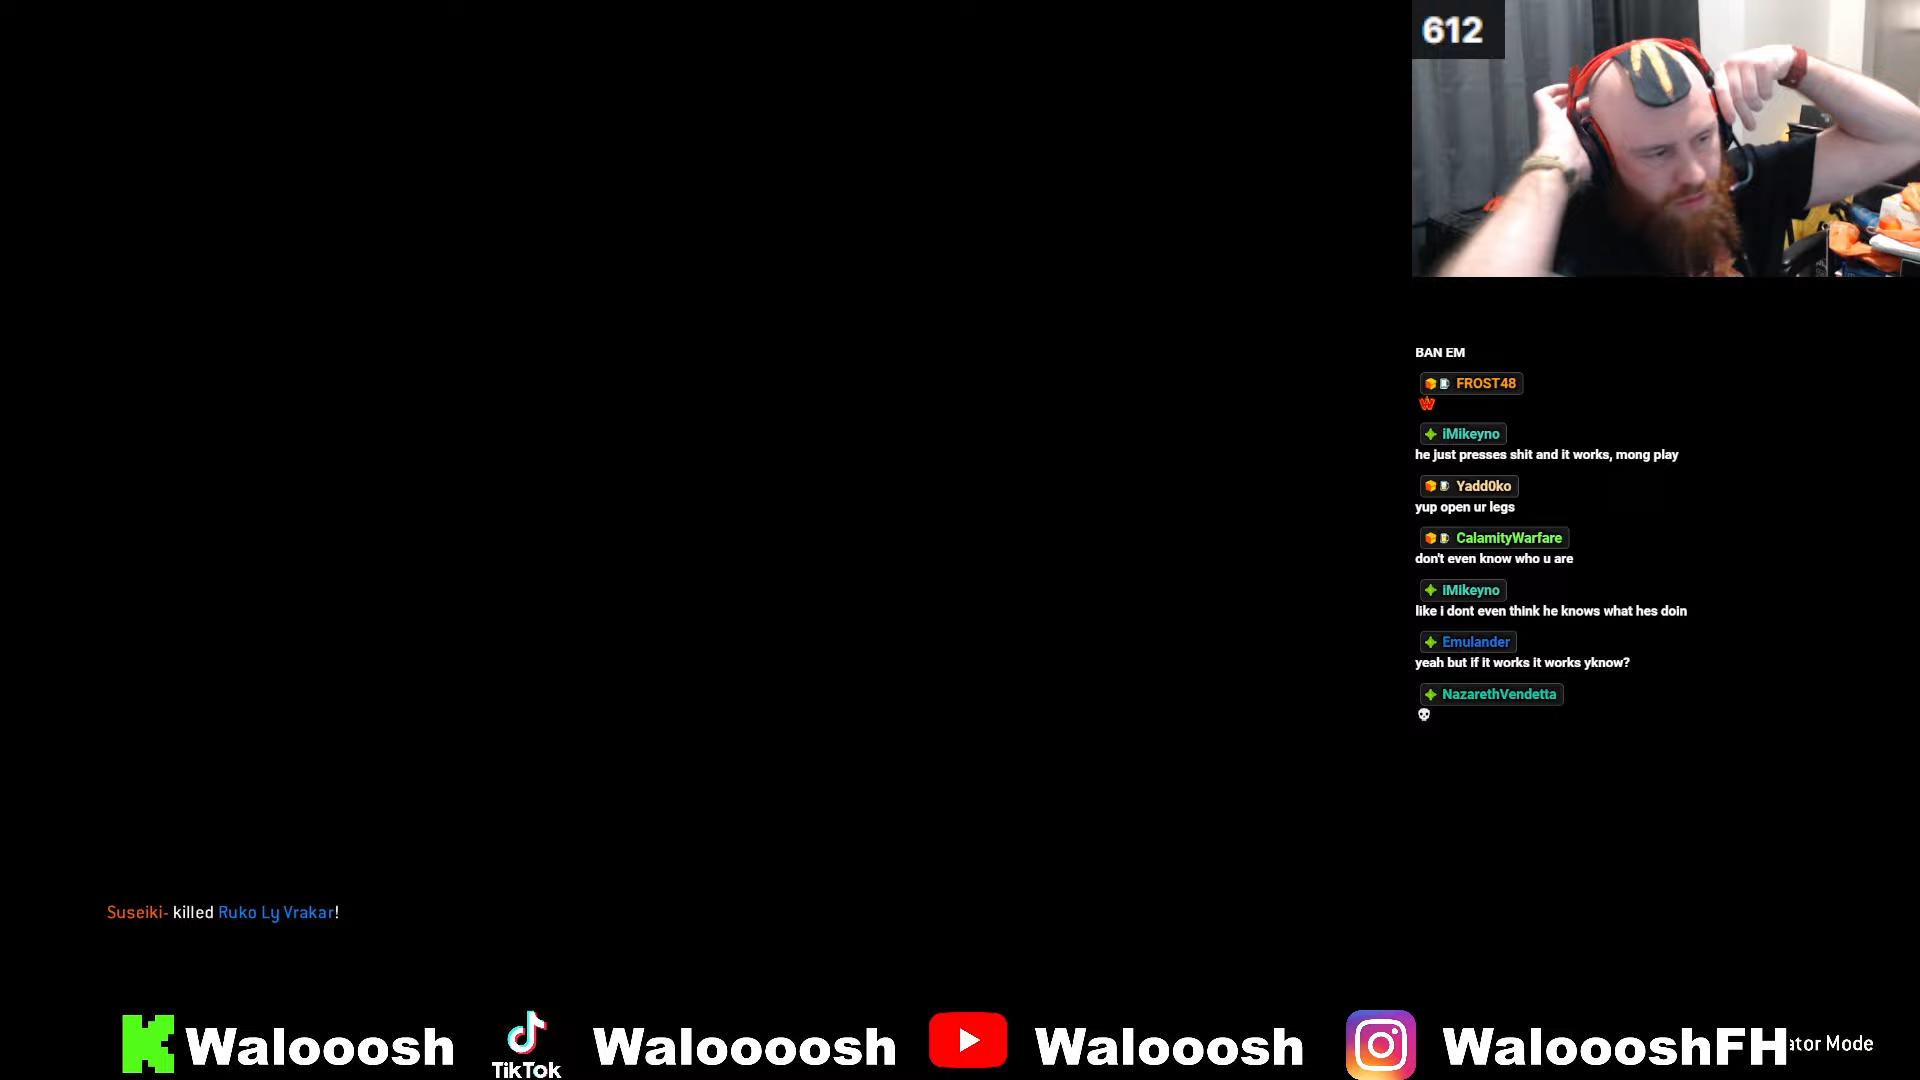 612
BAN EM
FROST48
iMikeyno
he just presses shit and it works, mong play
Yadd0ko
yup open ur legs
CalamityWarfare
don't even know who u are
iMikeyno
like i dont even think he knows what hes doin
Emulander
yeah but if it works it works yknow?
NazarethVendetta
Suseiki- killed Ruko Ly Vrakar!
Walooosh
TikTok
Waloooosh
Walooosh
WaloooshFH
ator Mode